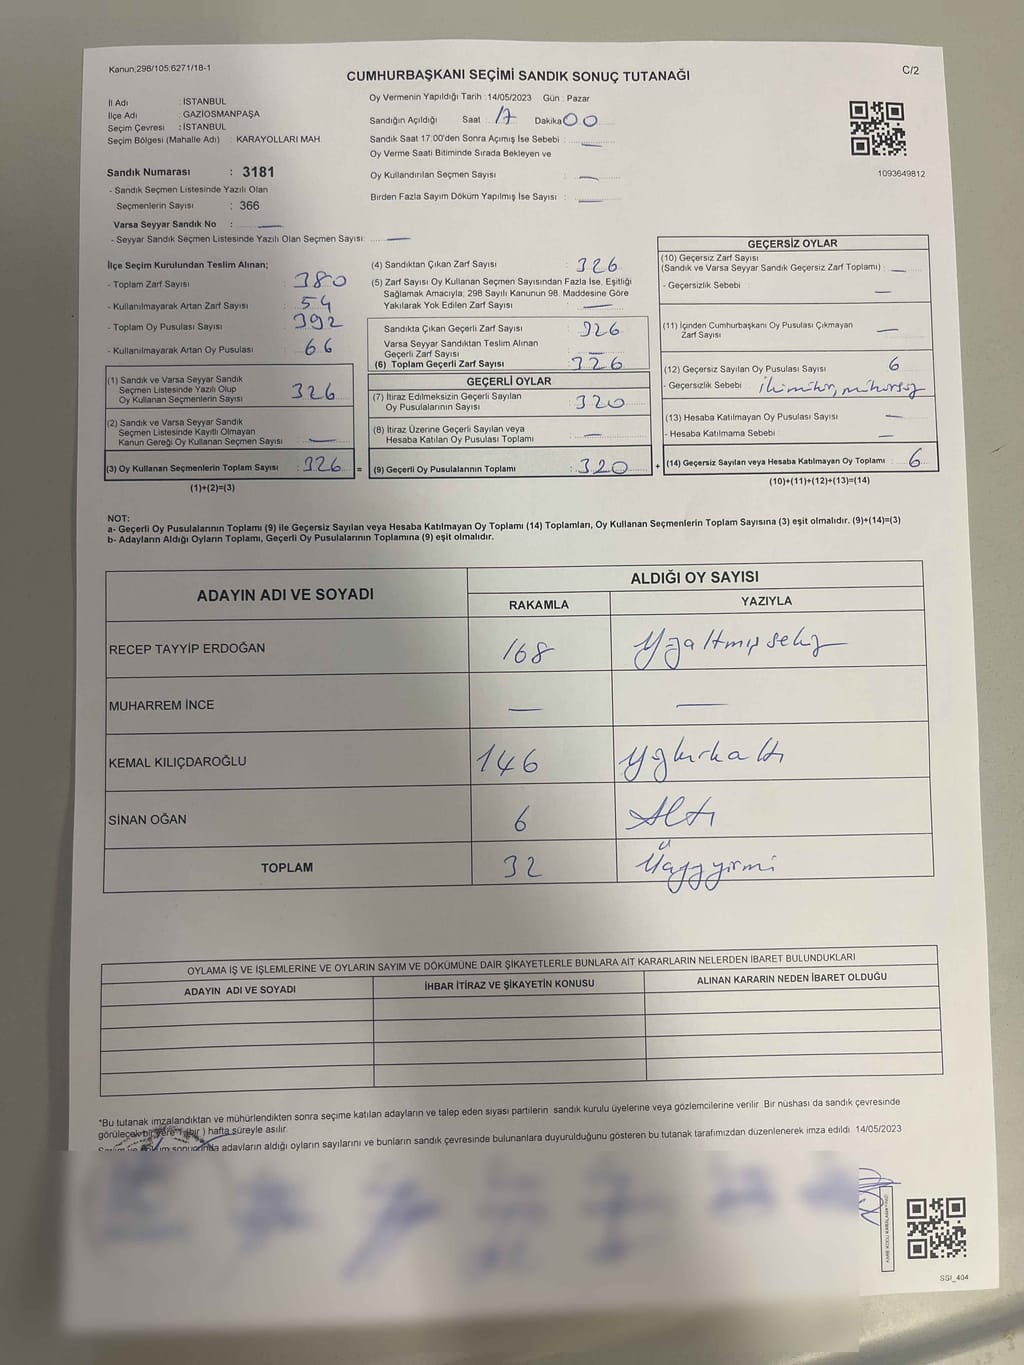 Kanun:298/105.6271/18-1
CUMHURBAŞKANI SEÇİMİ SANDIK SONUÇ TUTANAĞI
C/2
İl Adı : İSTANBUL
İlçe Adı : GAZİOSMANPAŞA
Seçim Çevresi : İSTANBUL
Seçim Bölgesi (Mahalle Adı) : KARAYOLLARI MAH
Sandık Numarası : 3181
- Sandık Seçmen Listesinde Yazılı Olan
Seçmenlerin Sayısı : 366
Varsa Seyyar Sandık No : —
- Seyyar Sandık Seçmen Listesinde Yazılı Olan Seçmen Sayısı: —
Oy Vermenin Yapıldığı Tarih :14/05/2023 Gün : Pazar
Sandığın Açıldığı Saat : 17 Dakika 00
Sandık Saat 17:00'den Sonra Açımış İse Sebebi : —
Oy Verme Saati Bitiminde Sırada Bekleyen ve
Oy Kullandırılan Seçmen Sayısı : —
Birden Fazla Sayım Döküm Yapılmış İse Sayısı : —
1093649812
İlçe Seçim Kurulundan Teslim Alınan;
- Toplam Zarf Sayısı : 380
- Kullanılmayarak Artan Zarf Sayısı : 54
- Toplam Oy Pusulası Sayısı : 392
- Kullanılmayarak Artan Oy Pusulası : 66
(1) Sandık ve Varsa Seyyar Sandık
Seçmen Listesinde Yazılı Olup
Oy Kullanan Seçmenlerin Sayısı : 326
(2) Sandık ve Varsa Seyyar Sandık
Seçmen Listesinde Kayıtlı Olmayan
Kanun Gereği Oy Kullanan Seçmen Sayısı : —
(3) Oy Kullanan Seçmenlerin Toplam Sayısı : 326 =
(1)+(2)=(3)
(4) Sandıktan Çıkan Zarf Sayısı : 326
(5) Zarf Sayısı Oy Kullanan Seçmen Sayısından Fazla İse, Eşitliği
Sağlamak Amacıyla; 298 Sayılı Kanunun 98. Maddesine Göre
Yakılarak Yok Edilen Zarf Sayısı : —
Sandıkta Çıkan Geçerli Zarf Sayısı : 326
Varsa Seyyar Sandıktan Teslim Alınan
Geçerli Zarf Sayısı : —
(6) Toplam Geçerli Zarf Sayısı : 326
GEÇERLİ OYLAR
(7) İtiraz Edilmeksizin Geçerli Sayılan
Oy Pusulalarının Sayısı : 320
(8) İtiraz Üzerine Geçerli Sayılan veya
Hesaba Katılan Oy Pusulası Toplamı : —
(9) Geçerli Oy Pusulalarının Toplamı : 320 +
GEÇERSİZ OYLAR
(10) Geçersiz Zarf Sayısı
(Sandık ve Varsa Seyyar Sandık Geçersiz Zarf Toplamı) : —
- Geçersizlik Sebebi : —
(11) İçinden Cumhurbaşkanı Oy Pusulası Çıkmayan
Zarf Sayısı : —
(12) Geçersiz Sayılan Oy Pusulası Sayısı : 6
- Geçersizlik Sebebi : iki mühür, mühürsüz
(13) Hesaba Katılmayan Oy Pusulası Sayısı : —
- Hesaba Katılmama Sebebi : —
(14) Geçersiz Sayılan veya Hesaba Katılmayan Oy Toplamı : 6
(10)+(11)+(12)+(13)=(14)
NOT:
a- Geçerli Oy Pusulalarının Toplamı (9) ile Geçersiz Sayılan veya Hesaba Katılmayan Oy Toplamı (14) Toplamları, Oy Kullanan Seçmenlerin Toplam Sayısına (3) eşit olmalıdır. (9)+(14)=(3)
b- Adayların Aldığı Oyların Toplamı, Geçerli Oy Pusulalarının Toplamına (9) eşit olmalıdır.
ADAYIN ADI VE SOYADI
ALDIĞI OY SAYISI
RAKAMLA YAZIYLA
RECEP TAYYİP ERDOĞAN 168 Yüzaltmışsekiz
MUHARREM İNCE — —
KEMAL KILIÇDAROĞLU 146 Yüzkırkaltı
SİNAN OĞAN 6 Altı
TOPLAM 32 Üçyüzyirmi
OYLAMA İŞ VE İŞLEMLERİNE VE OYLARIN SAYIM VE DÖKÜMÜNE DAİR ŞİKAYETLERLE BUNLARA AİT KARARLARIN NELERDEN İBARET BULUNDUKLARI
ADAYIN ADI VE SOYADI İHBAR İTİRAZ VE ŞİKAYETİN KONUSU ALINAN KARARIN NEDEN İBARET OLDUĞU
*Bu tutanak imzalandıktan ve mühürlendikten sonra seçime katılan adayların ve talep eden siyasi partilerin sandık kurulu üyelerine veya gözlemcilerine verilir. Bir nüshası da sandık çevresinde
görülecek bir yere 1 (bir) hafta süreyle asılır.
adayların aldığı oyların sayılarını ve bunların sandık çevresinde bulunanlara duyurulduğunu gösteren bu tutanak tarafımızdan düzenlenerek imza edildi. 14/05/2023
SGI_404